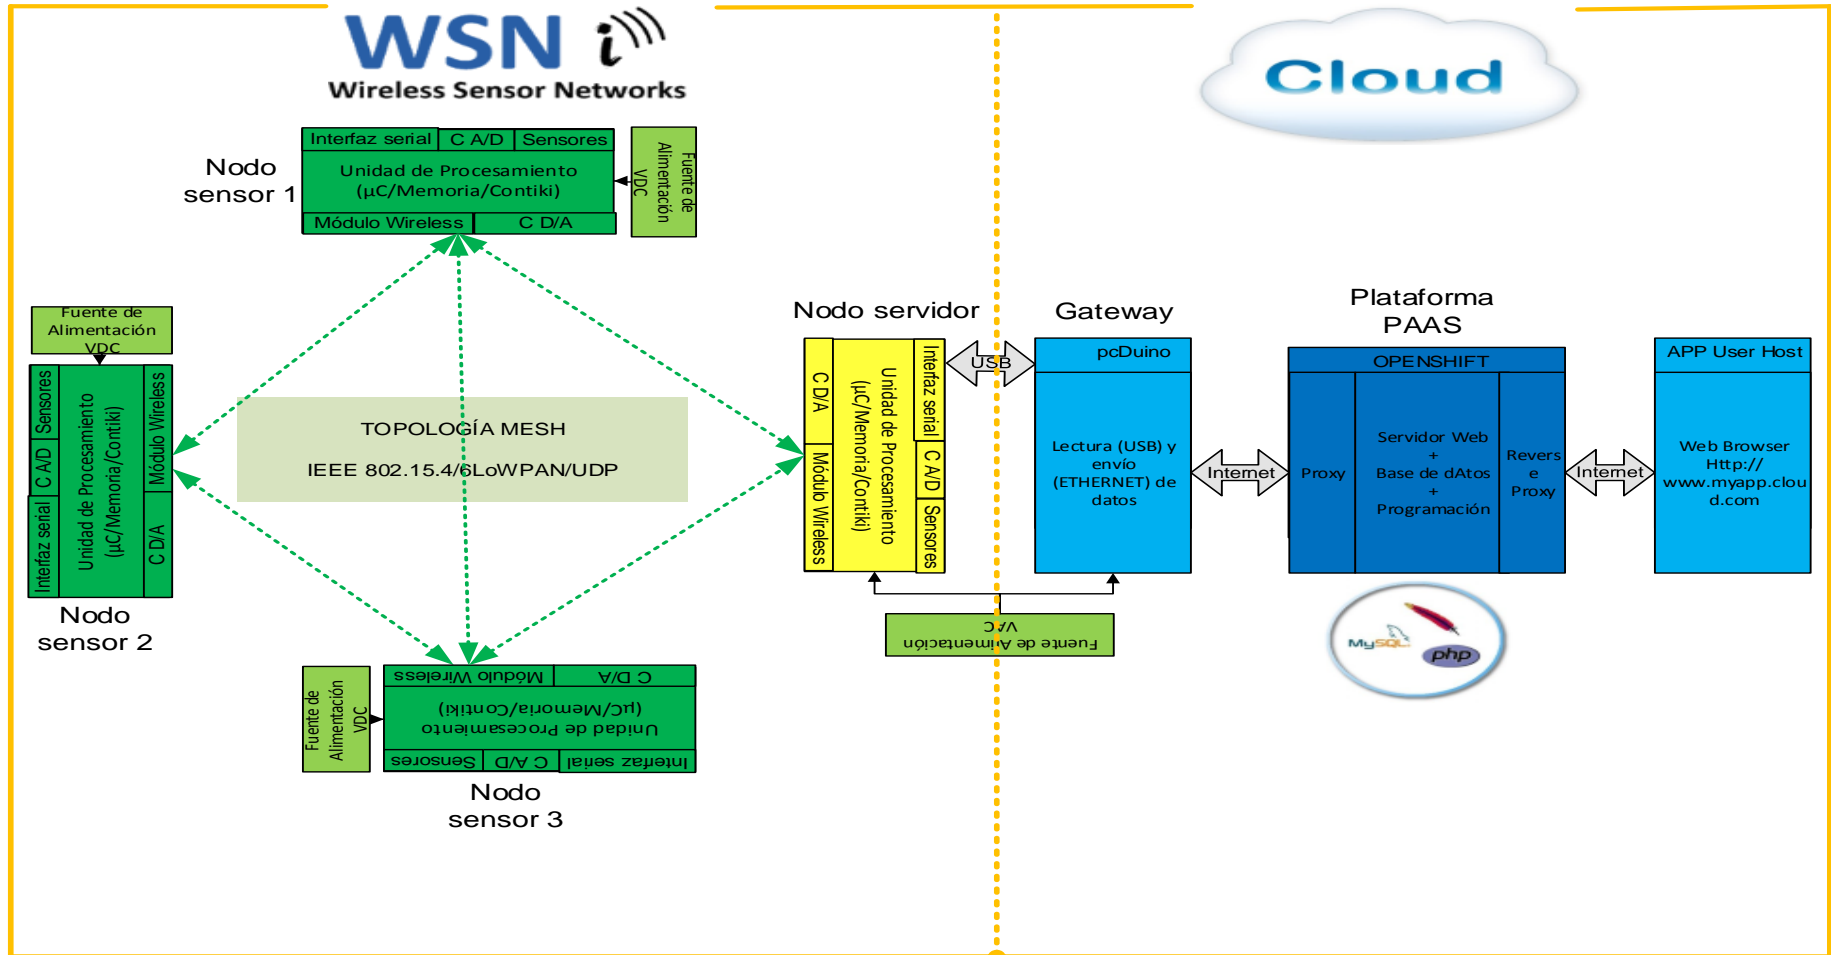 WSN i
Wireless Sensor Networks
Cloud
Nodo
sensor 1
Interfaz serial
C A/D
Sensores
Unidad de Procesamiento
(µC/Memoria/Contiki)
Módulo Wireless
C D/A
Fuente de
Alimentación
VDC
Fuente de
Alimentación
VDC
Sensores
C A/D
Interfaz serial
Unidad de Procesamiento
(µC/Memoria/Contiki)
Módulo Wireless
C D/A
Nodo
sensor 2
TOPOLOGÍA MESH
IEEE 802.15.4/6LoWPAN/UDP
Fuente de
Alimentación
VDC
Módulo Wireless
C D/A
Unidad de Procesamiento
(µC/Memoria/Contiki)
Sensores
C A/D
Interfaz serial
Nodo
sensor 3
Nodo servidor
C D/A
Módulo Wireless
Unidad de Procesamiento
(µC/Memoria/Contiki)
Interfaz serial
C A/D
Sensores
USB
Fuente de Alimentación
VAC
Gateway
pcDuino
Lectura (USB) y
envío
(ETHERNET) de
datos
Internet
Plataforma
PAAS
OPENSHIFT
Proxy
Servidor Web
+
Base de dAtos
+
Programación
Revers
e
Proxy
MySQL
php
Internet
APP User Host
Web Browser
Http://
www.myapp.clou
d.com